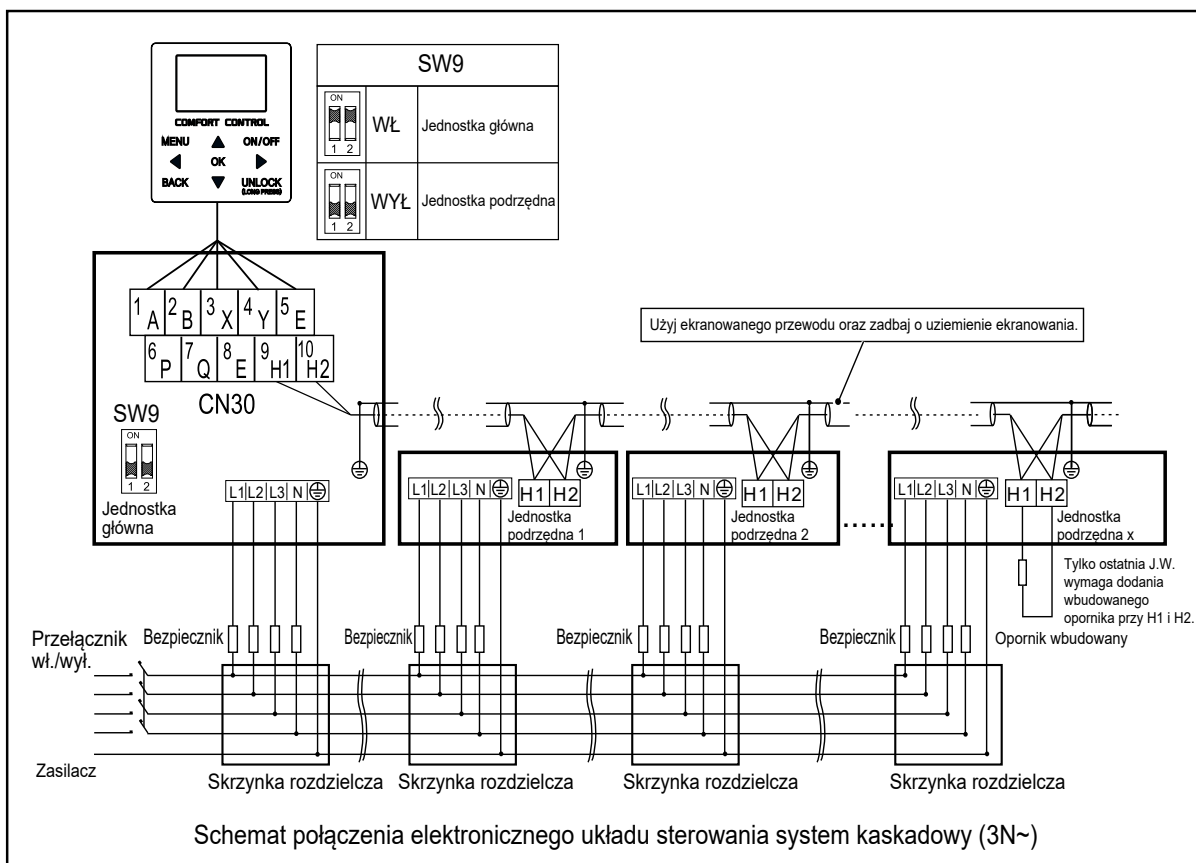 SW9
ON
1 2
WŁ
Jednostka główna
ON
1 2
WYŁ
Jednostka podrzędna
COMFORT CONTROL
MENU ON/OFF
OK
BACK UNLOCK
(LONG PRESS)
1 A 2 B 3 X 4 Y 5 E
6 P 7 Q 8 E 9 H1 10 H2
CN30
Użyj ekranowanego przewodu oraz zadbaj o uziemienie ekranowania.
SW9
ON
1 2
Jednostka
główna
L1 L2 L3 N
L1 L2 L3 N
H1 H2
Jednostka
podrzędna 1
L1 L2 L3 N
H1 H2
Jednostka
podrzędna 2
L1 L2 L3 N
H1 H2
Jednostka
podrzędna x
Tylko ostatnia J.W.
wymaga dodania
wbudowanego
opornika przy H1 i H2.
Opornik wbudowany
Przełącznik
wł./wył.
Bezpiecznik
Bezpiecznik
Bezpiecznik
Bezpiecznik
Zasilacz
Skrzynka rozdzielcza
Skrzynka rozdzielcza
Skrzynka rozdzielcza
Skrzynka rozdzielcza
Schemat połączenia elektronicznego układu sterowania system kaskadowy (3N~)